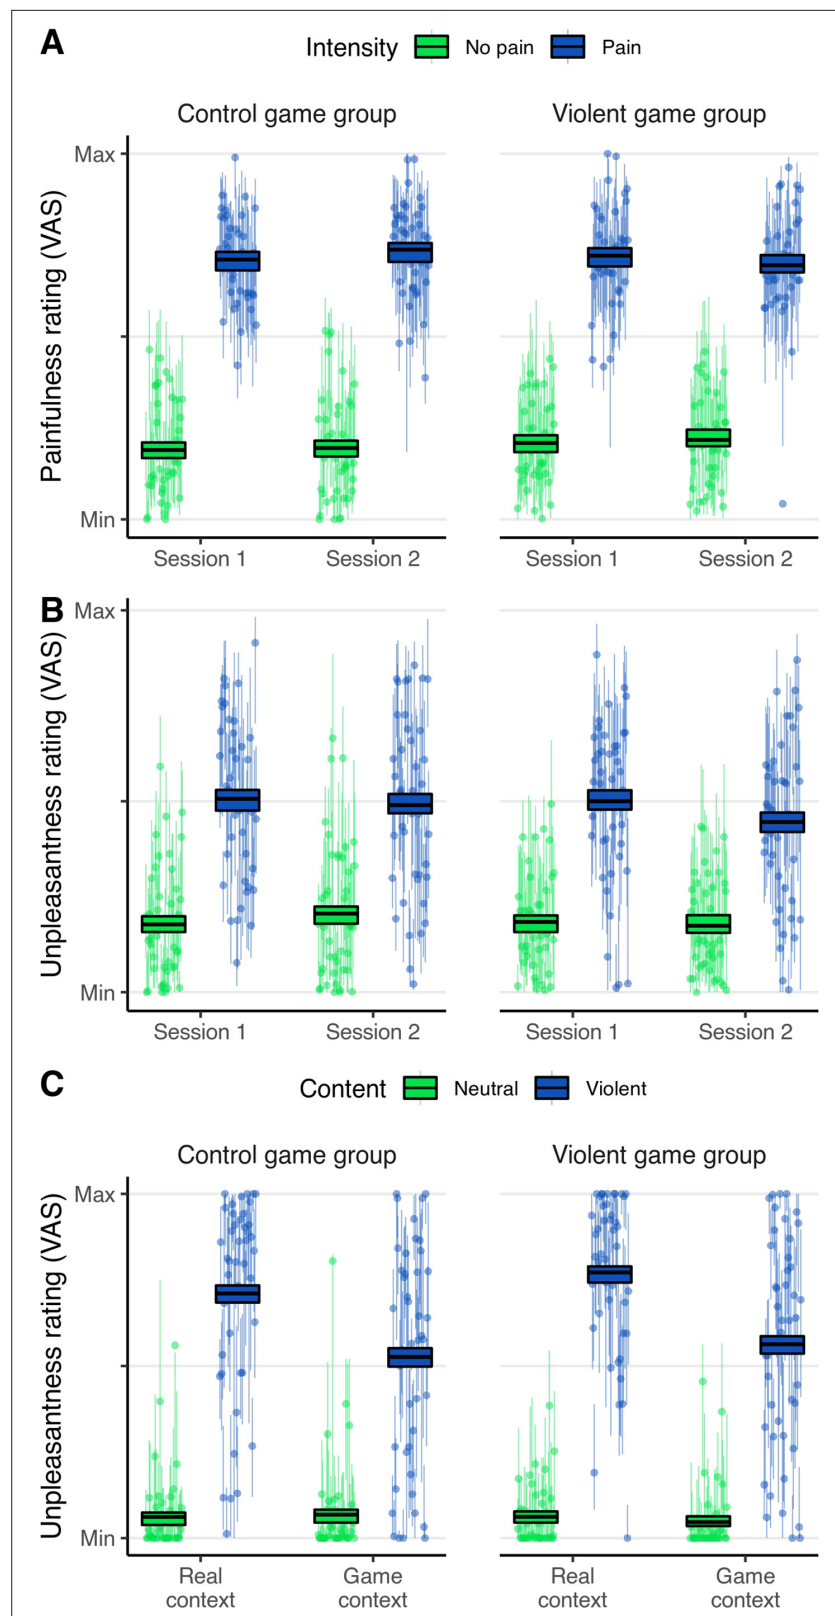 A
Intensity No pain Pain
Control game group Violent game group
Painfulness rating (VAS)
Max
Min
Session 1 Session 2 Session 1 Session 2
B
Unpleasantness rating (VAS)
Max
Min
Session 1 Session 2 Session 1 Session 2
C
Content Neutral Violent
Control game group Violent game group
Unpleasantness rating (VAS)
Max
Min
Real Game Real Game
context context context context